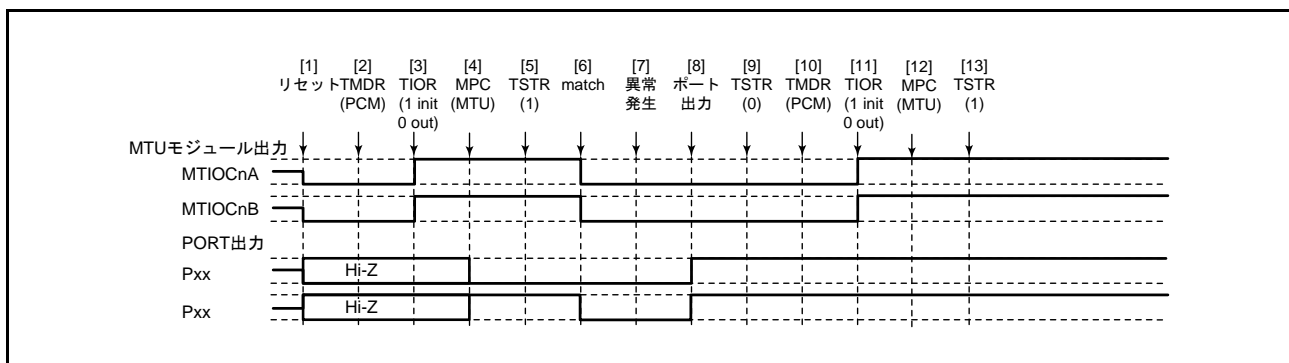 [1] [2] [3] [4] [5] [6] [7] [8] [9] [10] [11] [12] [13]
リセット TMDR TIOR MPC TSTR match 異常 ポート TSTR TMDR TIOR MPC TSTR
(PCM) (1 init (MTU) (1) 発生 出力 (0) (PCM) (1 init (MTU) (1)
0 out) 0 out)
MTUモジュール出力
MTIOCnA
MTIOCnB
PORT出力
Pxx Hi-Z
Pxx Hi-Z